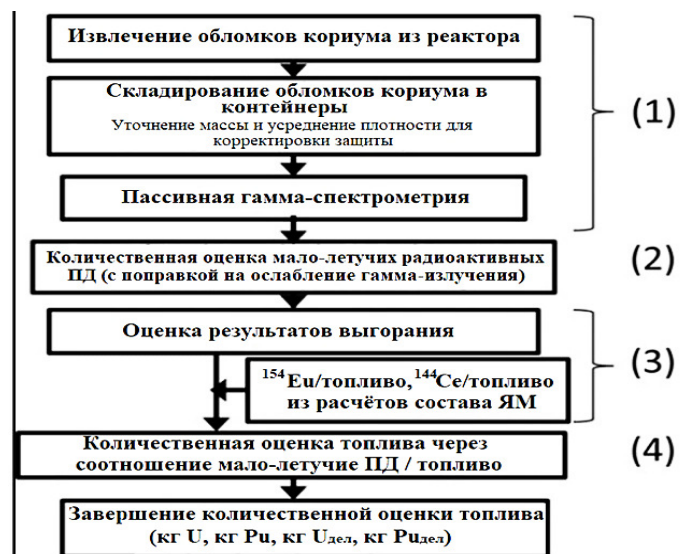 Извлечение обломков кориума из реактора
Складирование обломков кориума в
контейнеры
Уточнение массы и усреднение плотности для
корректировки защиты
(1)
Пассивная гамма-спектрометрия
Количественная оценка мало-летучих радиоактивных
ПД (с поправкой на ослабление гамма-излучения)
(2)
Оценка результатов выгорания
(3)
¹⁵⁴Eu/топливо, ¹⁴⁴Ce/топливо
из расчётов состава ЯМ
Количественная оценка топлива через
соотношение мало-летучие ПД / топливо
(4)
Завершение количественной оценки топлива
(кг U, кг Pu, кг Uдел, кг Puдел)